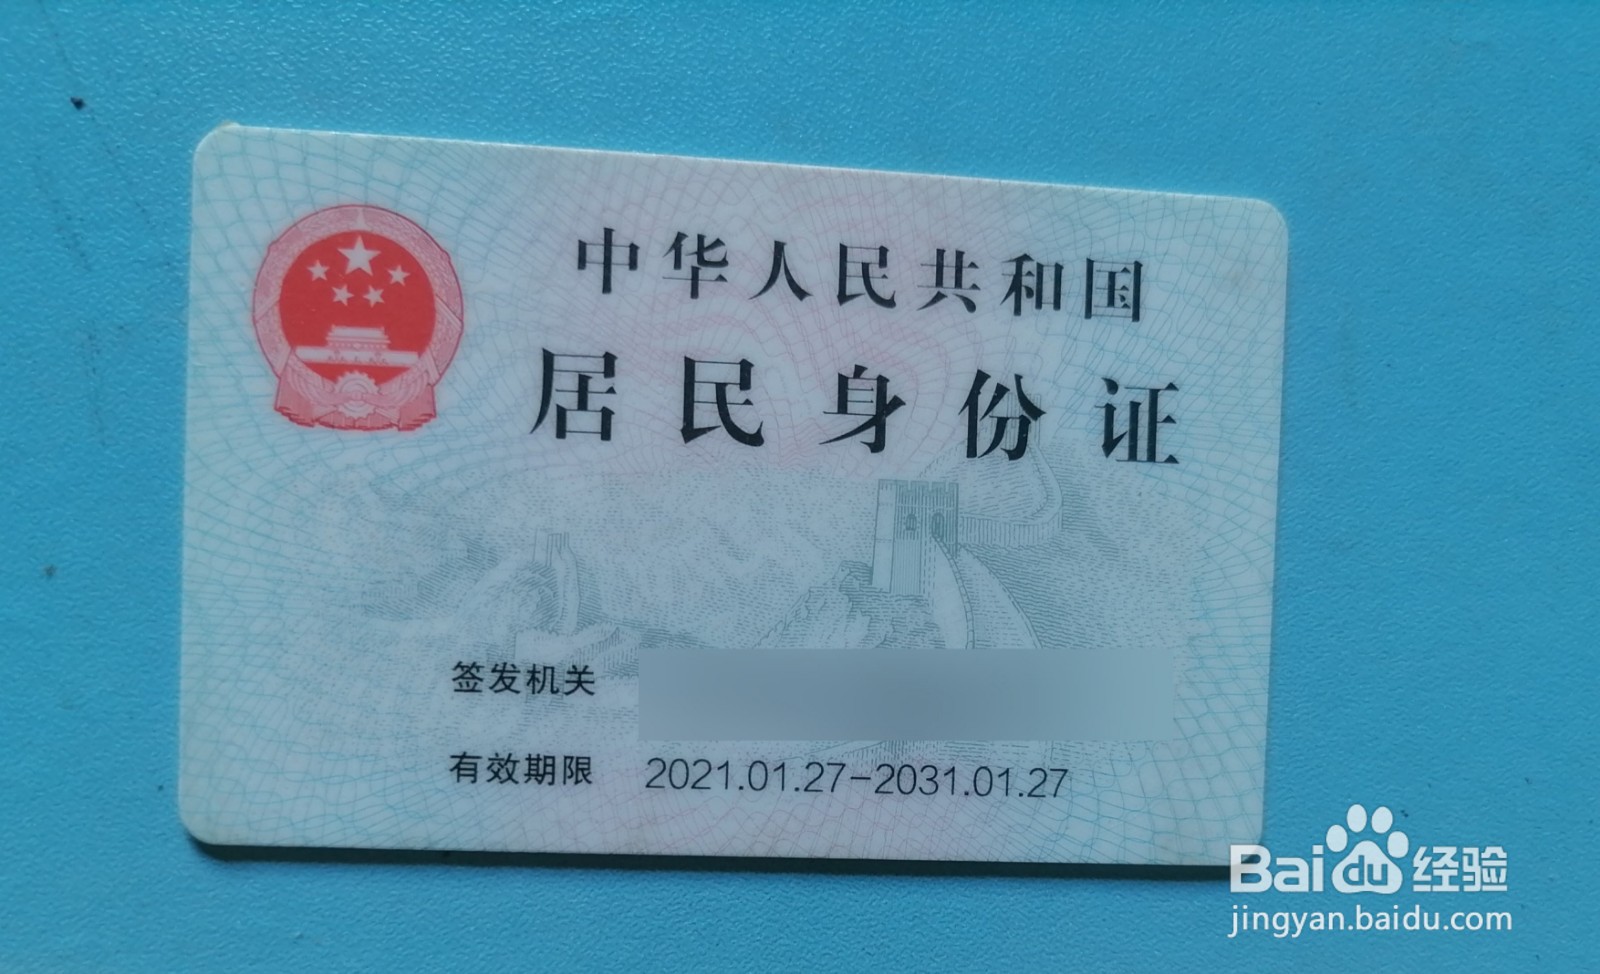 中华人民共和国
居民身份证
签发机关
有效期限 2021.01.27-2031.01.27
Baidu经验
jingyan.baidu.com